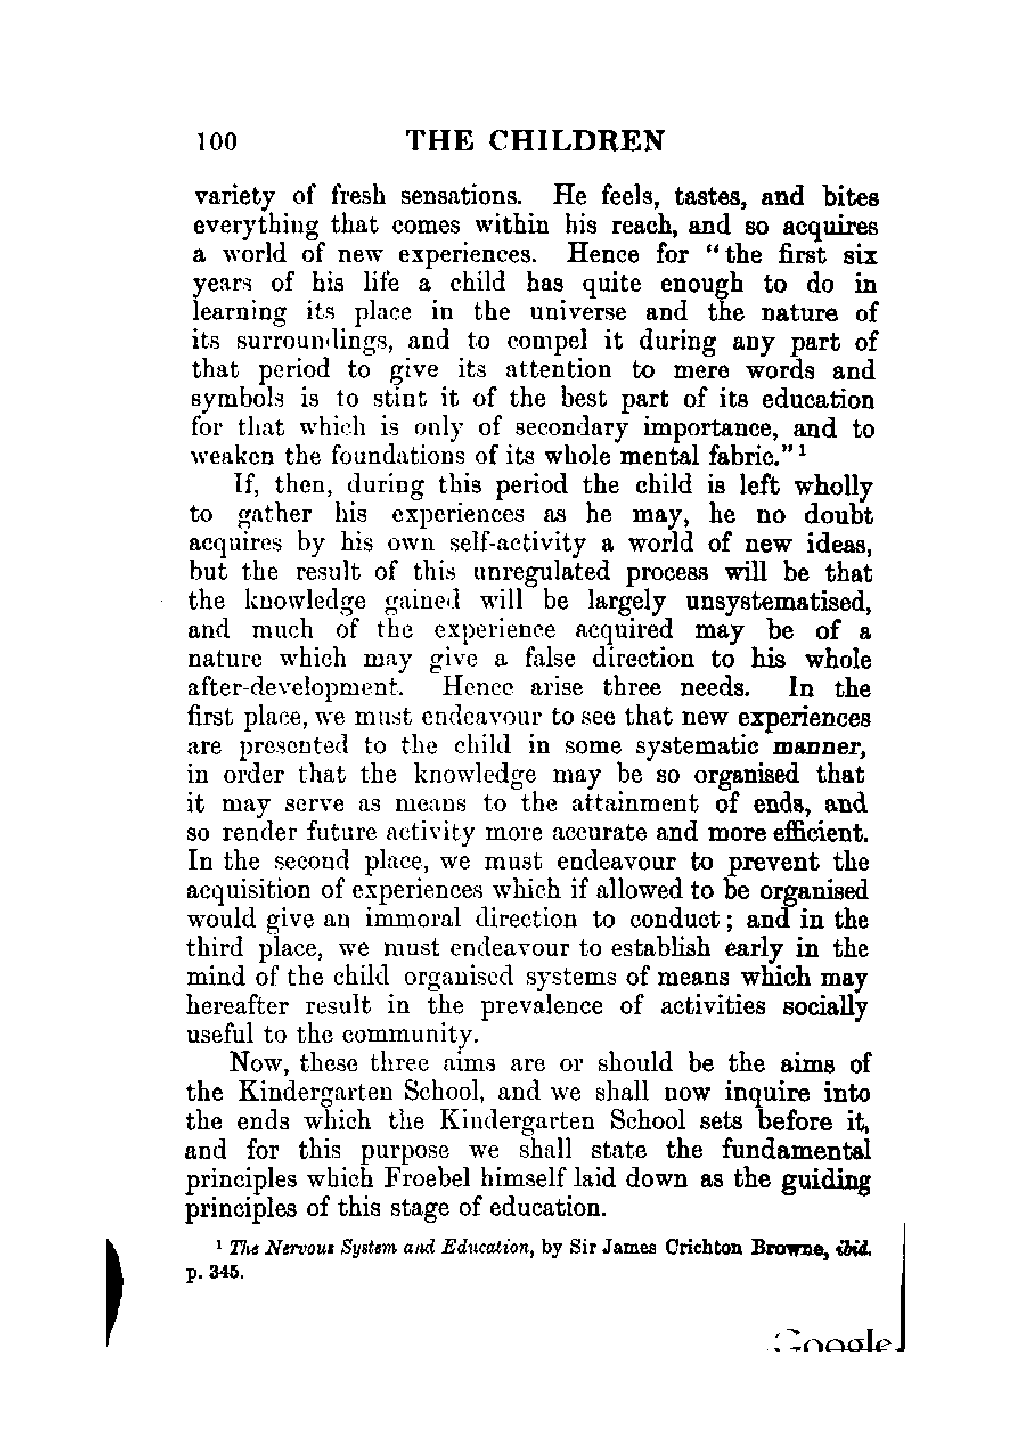 100 THE CHILDREN
variety of fresh sensations. He feels, tastes, and bites
everything that comes within his reach, and so acquires
a world of new experiences. Hence for “the first six
years of his life a child has quite enough to do in
learning its place in the universe and the nature of
its surroundings, and to compel it during any part of
that period to give its attention to mere words and
symbols is to stint it of the best part of its education
for that which is only of secondary importance, and to
weaken the foundations of its whole mental fabric.” ¹
If, then, during this period the child is left wholly
to gather his experiences as he may, he no doubt
acquires by his own self-activity a world of new ideas,
but the result of this unregulated process will be that
the knowledge gained will be largely unsystematised,
and much of the experience acquired may be of a
nature which may give a false direction to his whole
after-development. Hence arise three needs. In the
first place, we must endeavour to see that new experiences
are presented to the child in some systematic manner,
in order that the knowledge may be so organised that
it may serve as means to the attainment of ends, and
so render future activity more accurate and more efficient.
In the second place, we must endeavour to prevent the
acquisition of experiences which if allowed to be organised
would give an immoral direction to conduct; and in the
third place, we must endeavour to establish early in the
mind of the child organised systems of means which may
hereafter result in the prevalence of activities socially
useful to the community.
Now, these three aims are or should be the aims of
the Kindergarten School, and we shall now inquire into
the ends which the Kindergarten School sets before it,
and for this purpose we shall state the fundamental
principles which Froebel himself laid down as the guiding
principles of this stage of education.
¹ The Nervous System and Education, by Sir James Crichton Browne, ibid.
p. 345.
Google